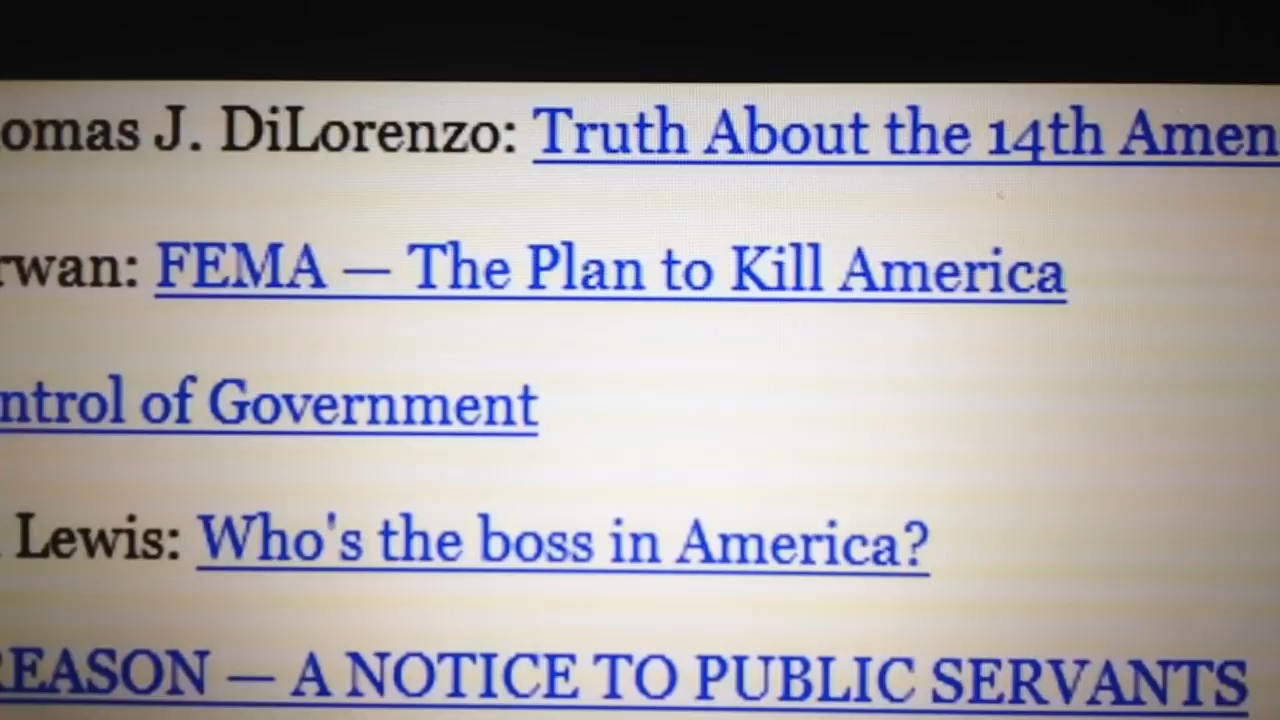 omas J. DiLorenzo: Truth About the 14th Amen
rwan: FEMA — The Plan to Kill America
ntrol of Government
Lewis: Who's the boss in America?
REASON — A NOTICE TO PUBLIC SERVANTS